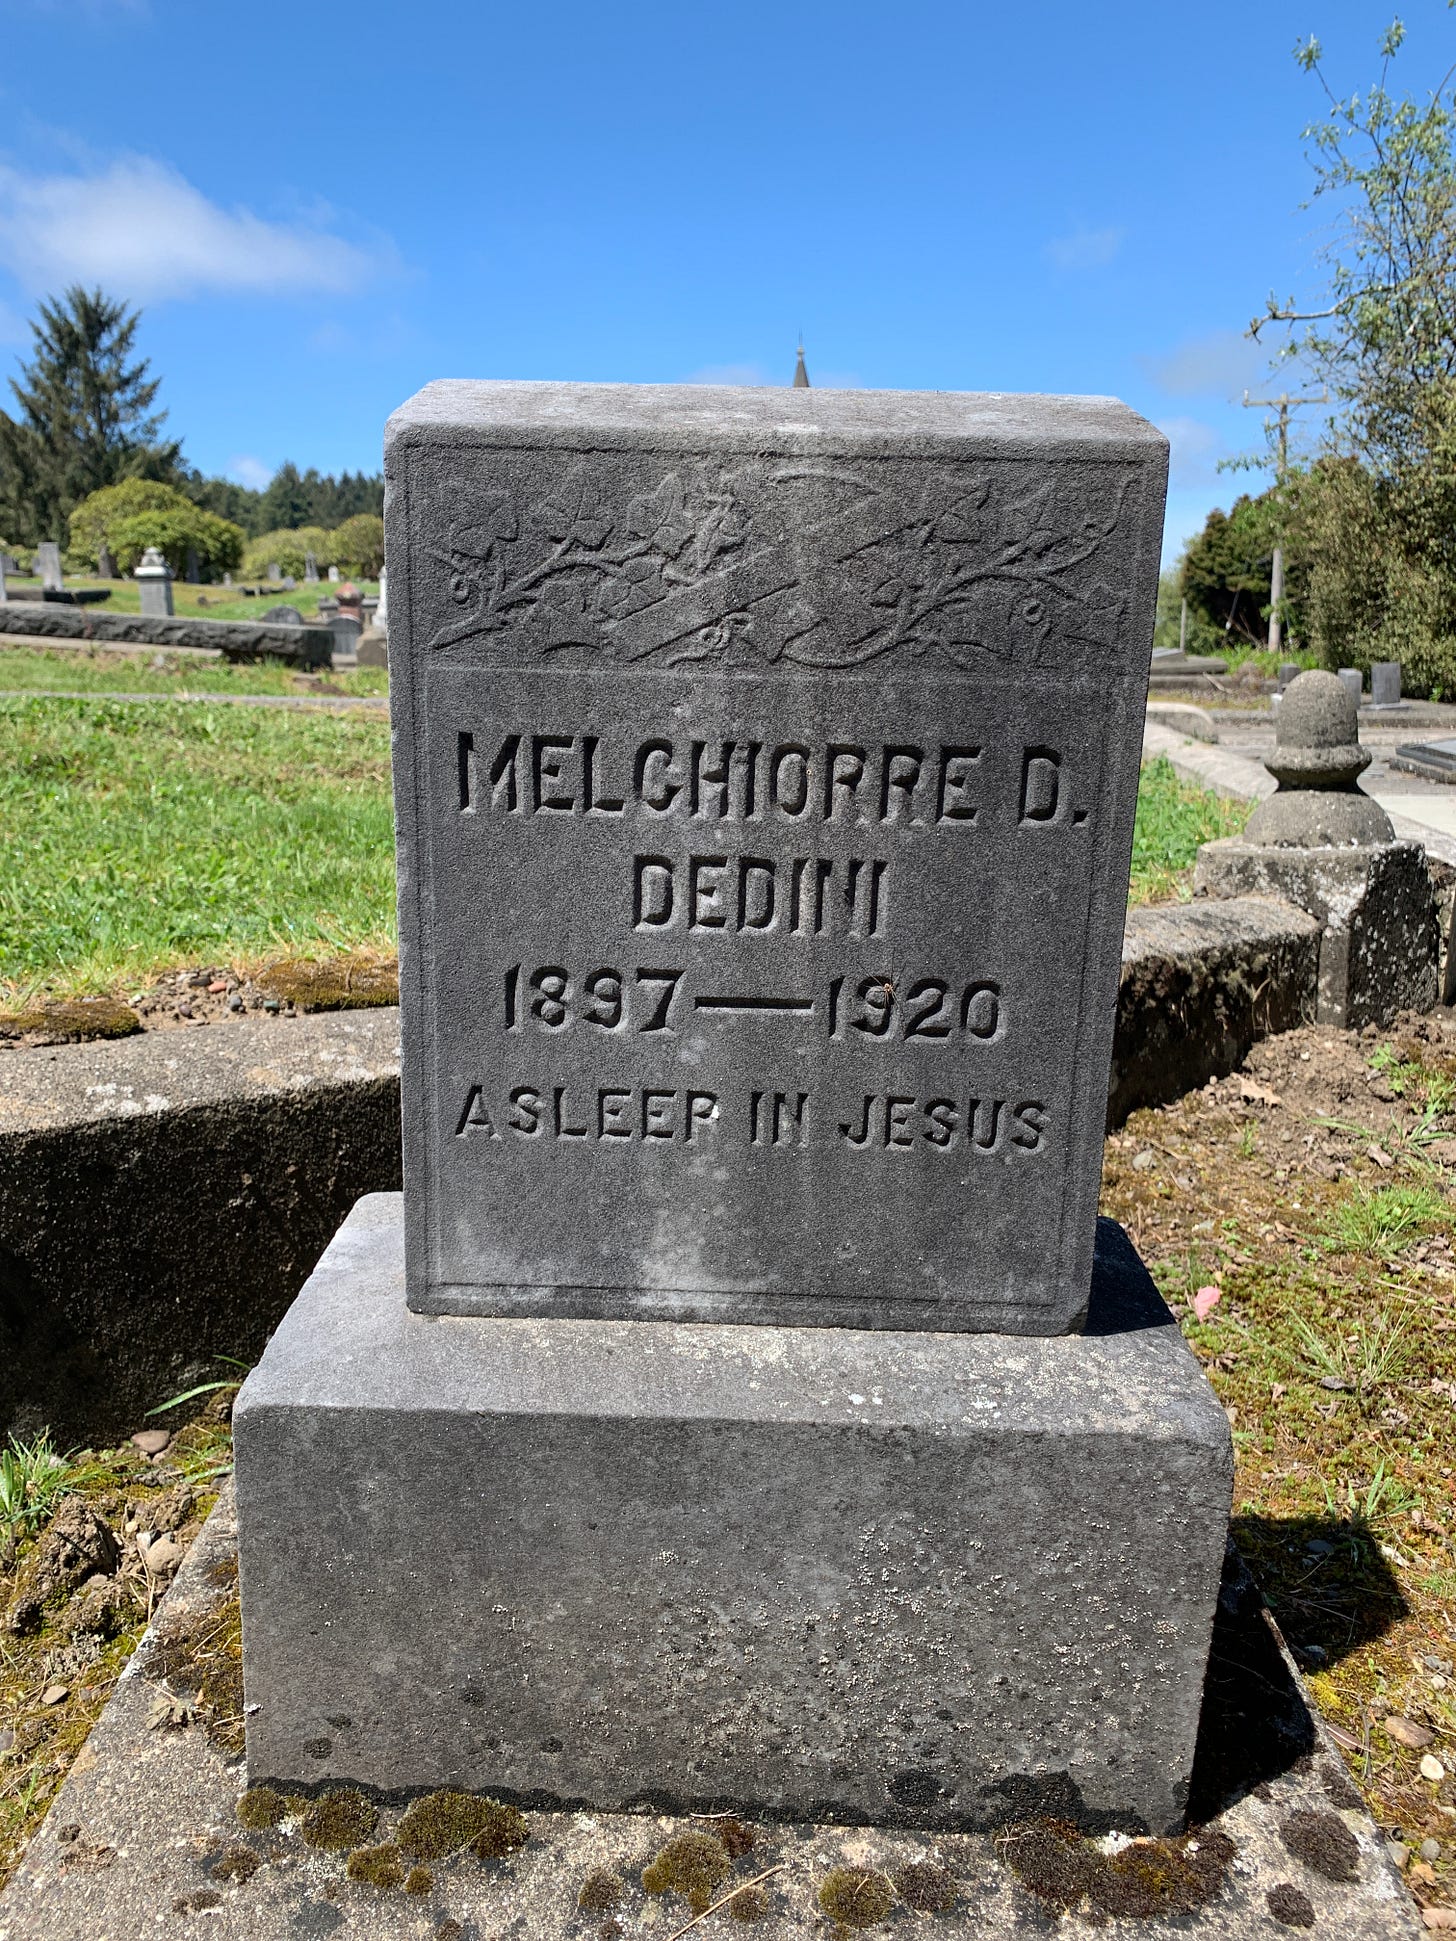 MELCHIORRE D.
DEDINI
1897—1920
ASLEEP IN JESUS